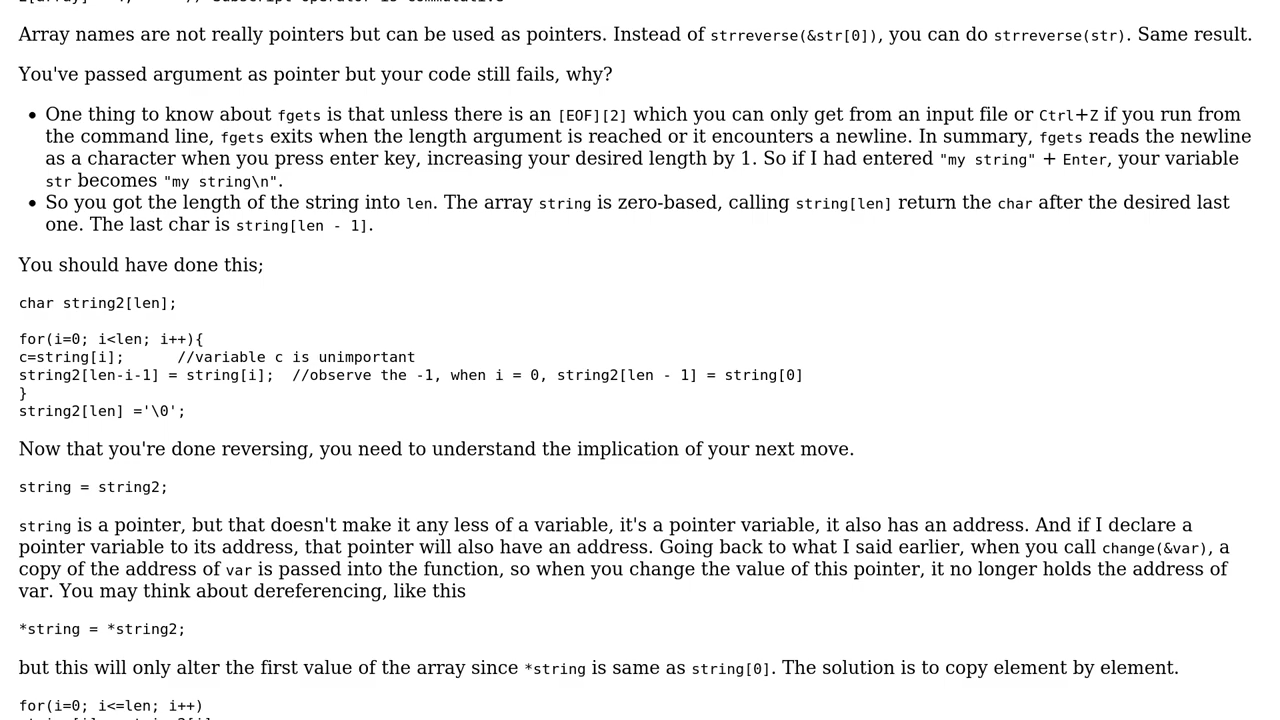 Array names are not really pointers but can be used as pointers. Instead of strreverse(&str[0]), you can do strreverse(str). Same result.
You've passed argument as pointer but your code still fails, why?
• One thing to know about fgets is that unless there is an [EOF][2] which you can only get from an input file or Ctrl+Z if you run from
the command line, fgets exits when the length argument is reached or it encounters a newline. In summary, fgets reads the newline
as a character when you press enter key, increasing your desired length by 1. So if I had entered "my string" + Enter, your variable
str becomes "my string\n".
• So you got the length of the string into len. The array string is zero-based, calling string[len] return the char after the desired last
one. The last char is string[len - 1].
You should have done this;
char string2[len];
for(i=0; i<len; i++){
c=string[i];      //variable c is unimportant
string2[len-i-1] = string[i];  //observe the -1, when i = 0, string2[len - 1] = string[0]
}
string2[len] ='\0';
Now that you're done reversing, you need to understand the implication of your next move.
string = string2;
string is a pointer, but that doesn't make it any less of a variable, it's a pointer variable, it also has an address. And if I declare a
pointer variable to its address, that pointer will also have an address. Going back to what I said earlier, when you call change(&var), a
copy of the address of var is passed into the function, so when you change the value of this pointer, it no longer holds the address of
var. You may think about dereferencing, like this
*string = *string2;
but this will only alter the first value of the array since *string is same as string[0]. The solution is to copy element by element.
for(i=0; i<=len; i++)